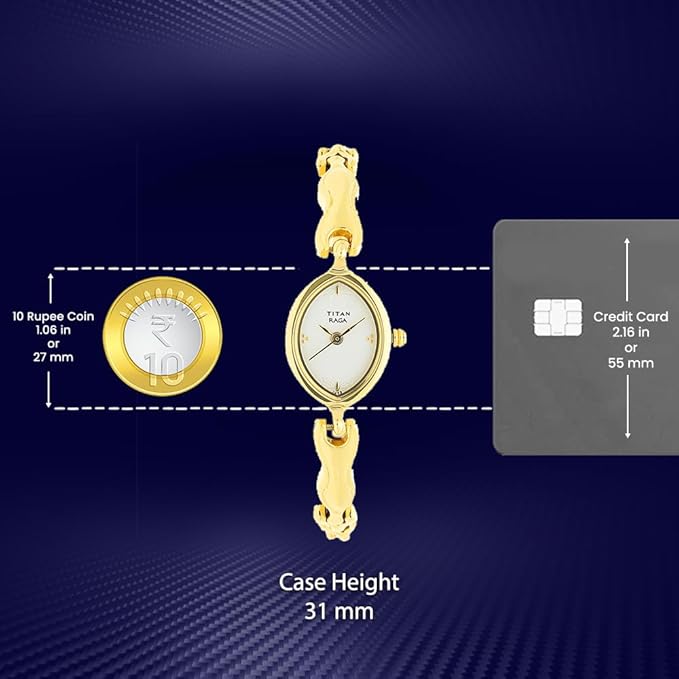 10 Rupee Coin
1.06 in
or
27 mm
₹
10
TITAN
RAGA
Credit Card
2.16 in
or
55 mm
Case Height
31 mm